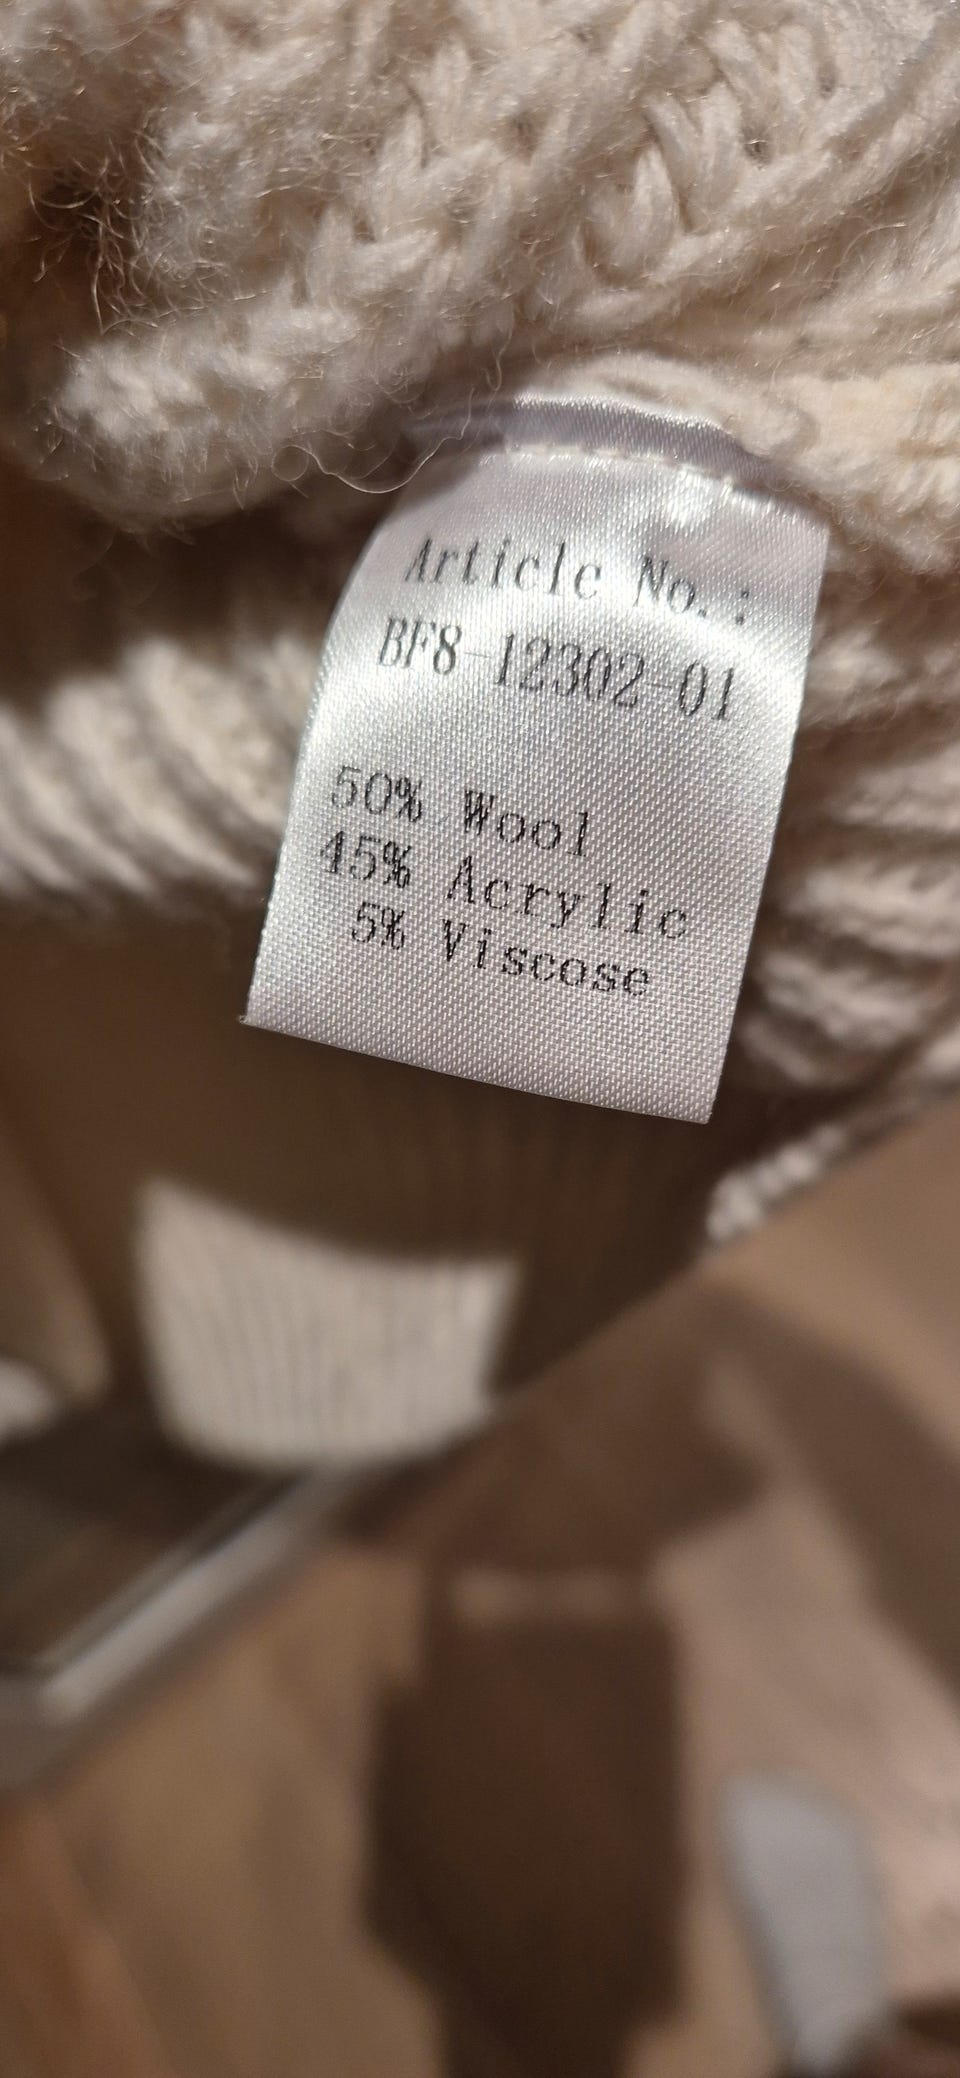 Article No.:
BF8-12302-01
50% Wool
45% Acrylic
5% Viscose